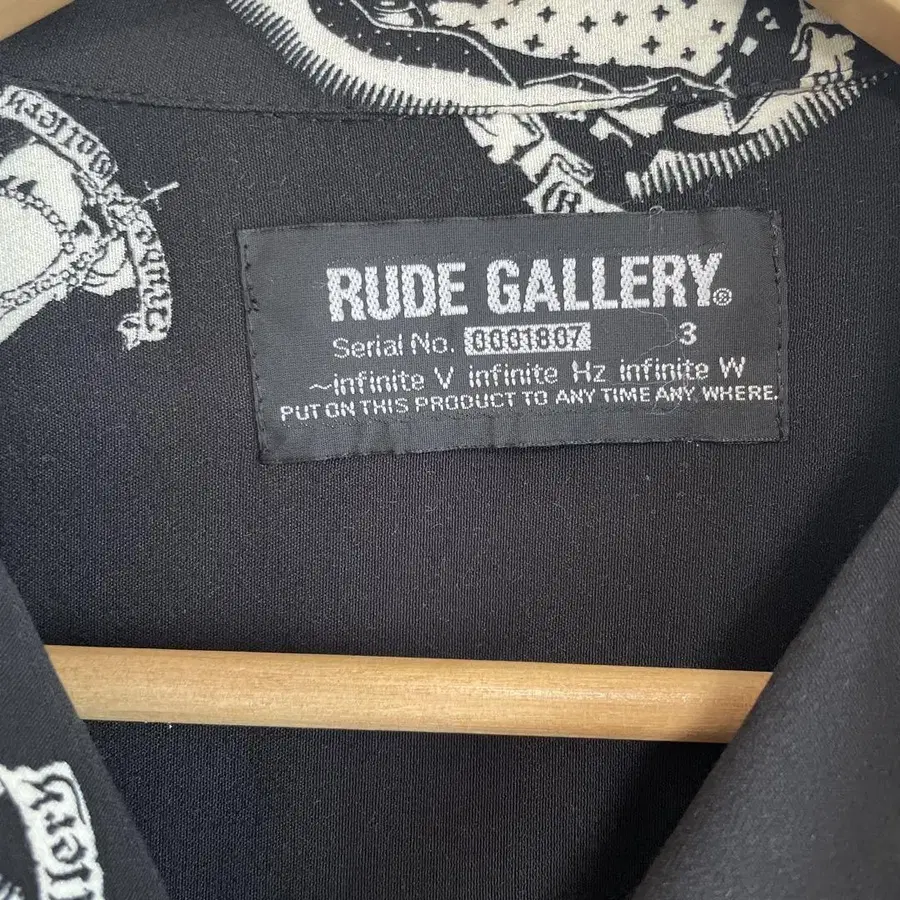 Gallery
RUDE GALLERY®
Serial No. 0001807 3
~infinite V infinite Hz infinite W
PUT ON THIS PRODUCT TO ANY TIME ANY WHERE.